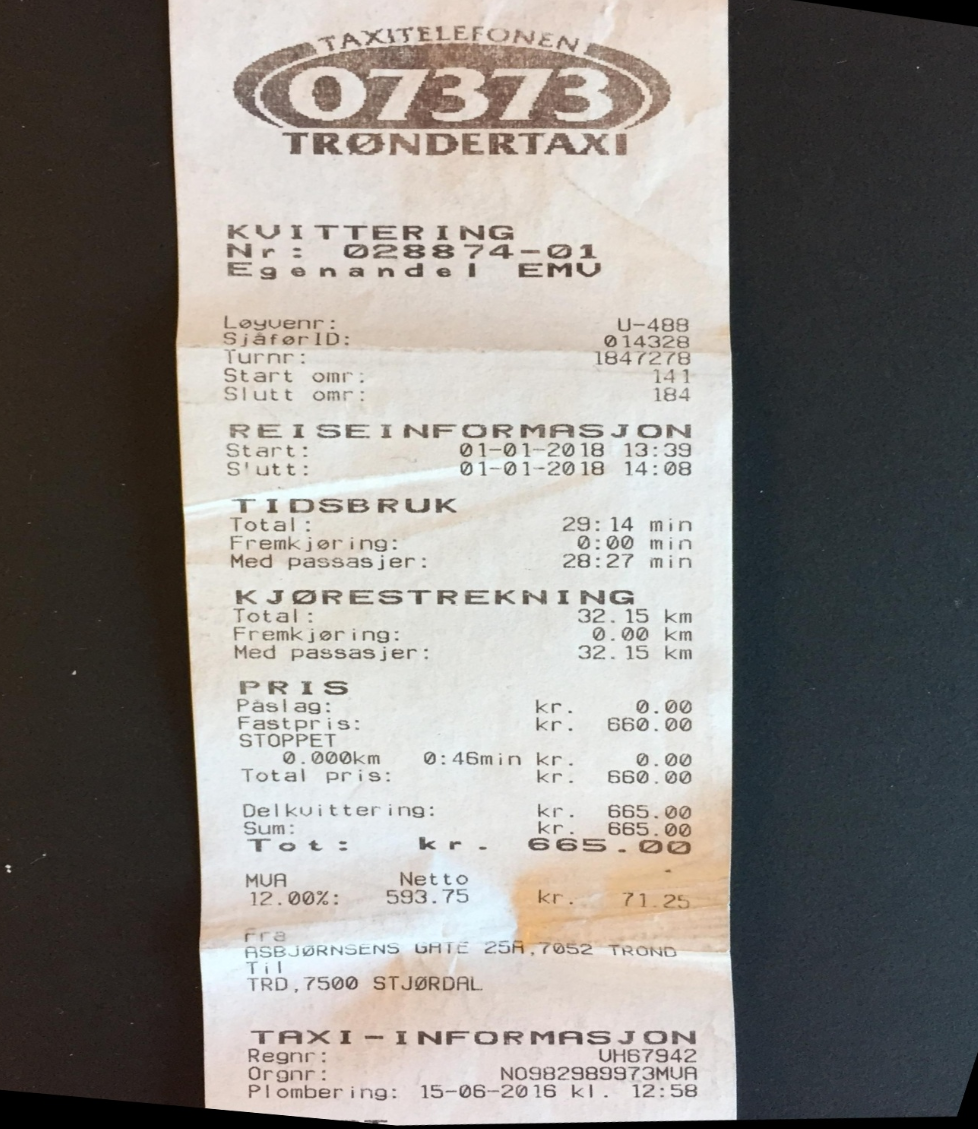 TAXITELEFONEN
07373
TRØNDERTAXI
KVITTERING
Nr: 028874-01
Egenandel EMV
Løyvenr: U-488
SjåførID: 014328
Turnr: 1847278
Start omr: 141
Slutt omr: 184
REISEINFORMASJON
Start: 01-01-2018 13:39
Slutt: 01-01-2018 14:08
TIDSBRUK
Total: 29:14 min
Fremkjøring: 0:00 min
Med passasjer: 28:27 min
KJØRESTREKNING
Total: 32.15 km
Fremkjøring: 0.00 km
Med passasjer: 32.15 km
PRIS
Påslag: kr. 0.00
Fastpris: kr. 660.00
STOPPET
0.000km 0:46min kr. 0.00
Total pris: kr. 660.00
Delkvittering: kr. 665.00
Sum: kr. 665.00
Tot: kr. 665.00
MVA Netto
12.00%: 593.75 kr. 71.25
Fra
ASBJØRNSENS GATE 25A,7052 TROND
Til
TRD,7500 STJØRDAL
TAXI-INFORMASJON
Regnr: VH67942
Orgnr: NO982989973MVA
Plombering: 15-06-2016 kl. 12:58